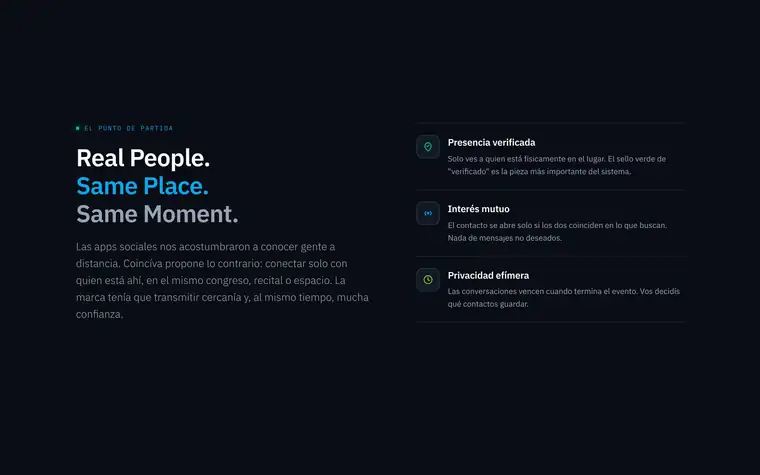 EL PUNTO DE PARTIDA
Real People.
Same Place.
Same Moment.
Las apps sociales nos acostumbraron a conocer gente a
distancia. Coinciva propone lo contrario: conectar solo con
quien está ahí, en el mismo congreso, recital o espacio. La
marca tenía que transmitir cercanía y, al mismo tiempo, mucha
confianza.
Presencia verificada
Solo ves a quien está físicamente en el lugar. El sello verde de
"verificado" es la pieza más importante del sistema.
Interés mutuo
El contacto se abre solo si los dos coinciden en lo que buscan.
Nada de mensajes no deseados.
Privacidad efímera
Las conversaciones vencen cuando termina el evento. Vos decidís
qué contactos guardar.